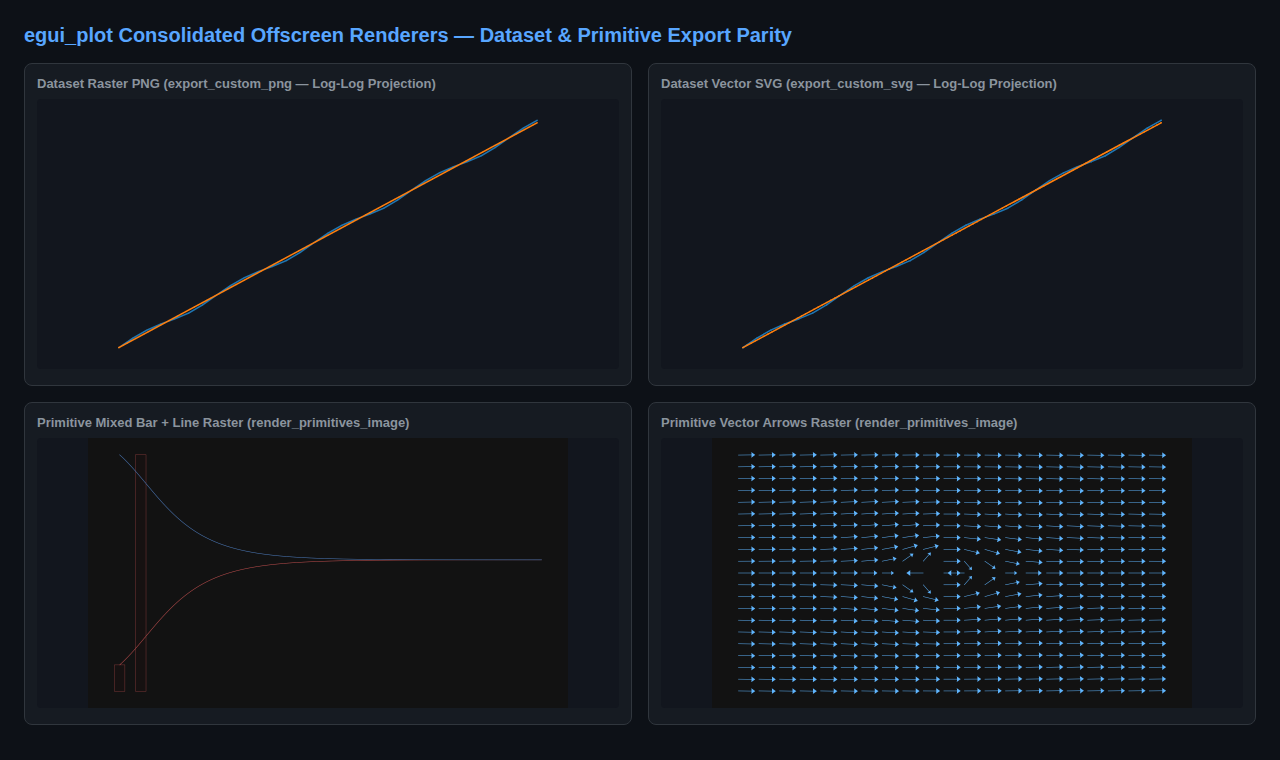 egui_plot Consolidated Offscreen Renderers — Dataset & Primitive Export Parity
Dataset Raster PNG (export_custom_png — Log-Log Projection)
Dataset Vector SVG (export_custom_svg — Log-Log Projection)
Primitive Mixed Bar + Line Raster (render_primitives_image)
Primitive Vector Arrows Raster (render_primitives_image)